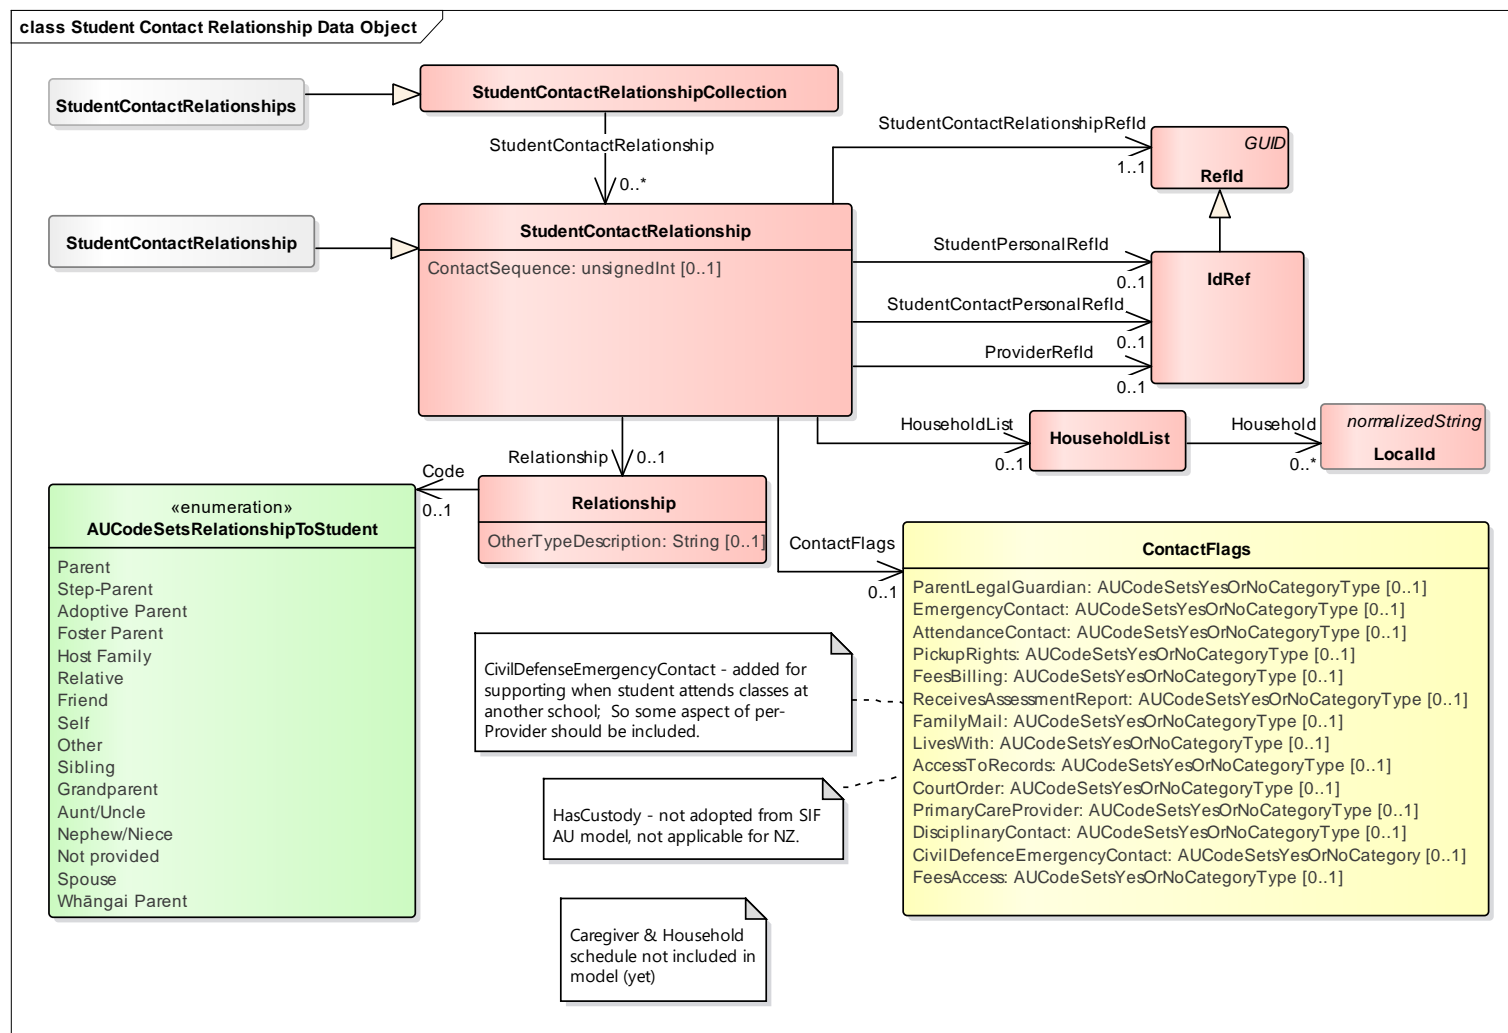 class Student Contact Relationship Data Object
StudentContactRelationships
StudentContactRelationshipCollection
StudentContactRelationship
0..*
StudentContactRelationshipRefId
1..1
GUID
RefId
StudentContactRelationship
StudentContactRelationship
ContactSequence: unsignedInt [0..1]
StudentPersonalRefId
0..1
StudentContactPersonalRefId
0..1
ProviderRefId
0..1
IdRef
HouseholdList
0..1
HouseholdList
Household
0..*
normalizedString
LocalId
Relationship
0..1
Code
0..1
Relationship
OtherTypeDescription: String [0..1]
«enumeration»
AUCodeSetsRelationshipToStudent
Parent
Step-Parent
Adoptive Parent
Foster Parent
Host Family
Relative
Friend
Self
Other
Sibling
Grandparent
Aunt/Uncle
Nephew/Niece
Not provided
Spouse
Whāngai Parent
ContactFlags
0..1
ContactFlags
ParentLegalGuardian: AUCodeSetsYesOrNoCategoryType [0..1]
EmergencyContact: AUCodeSetsYesOrNoCategoryType [0..1]
AttendanceContact: AUCodeSetsYesOrNoCategoryType [0..1]
PickupRights: AUCodeSetsYesOrNoCategoryType [0..1]
FeesBilling: AUCodeSetsYesOrNoCategoryType [0..1]
ReceivesAssessmentReport: AUCodeSetsYesOrNoCategoryType [0..1]
FamilyMail: AUCodeSetsYesOrNoCategoryType [0..1]
LivesWith: AUCodeSetsYesOrNoCategoryType [0..1]
AccessToRecords: AUCodeSetsYesOrNoCategoryType [0..1]
CourtOrder: AUCodeSetsYesOrNoCategoryType [0..1]
PrimaryCareProvider: AUCodeSetsYesOrNoCategoryType [0..1]
DisciplinaryContact: AUCodeSetsYesOrNoCategoryType [0..1]
CivilDefenceEmergencyContact: AUCodeSetsYesOrNoCategory [0..1]
FeesAccess: AUCodeSetsYesOrNoCategoryType [0..1]
CivilDefenseEmergencyContact - added for
supporting when student attends classes at
another school;  So some aspect of per-
Provider should be included.
HasCustody - not adopted from SIF
AU model, not applicable for NZ.
Caregiver & Household
schedule not included in
model (yet)